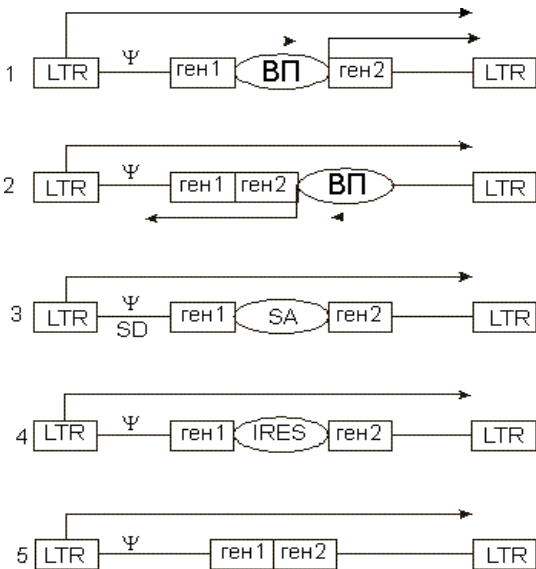 Ψ
1 LTR ген1 ВП ген2 LTR
Ψ
2 LTR ген1 ген2 ВП LTR
Ψ
3 LTR SD ген1 SA ген2 LTR
Ψ
4 LTR ген1 IRES ген2 LTR
Ψ
5 LTR ген1 ген2 LTR